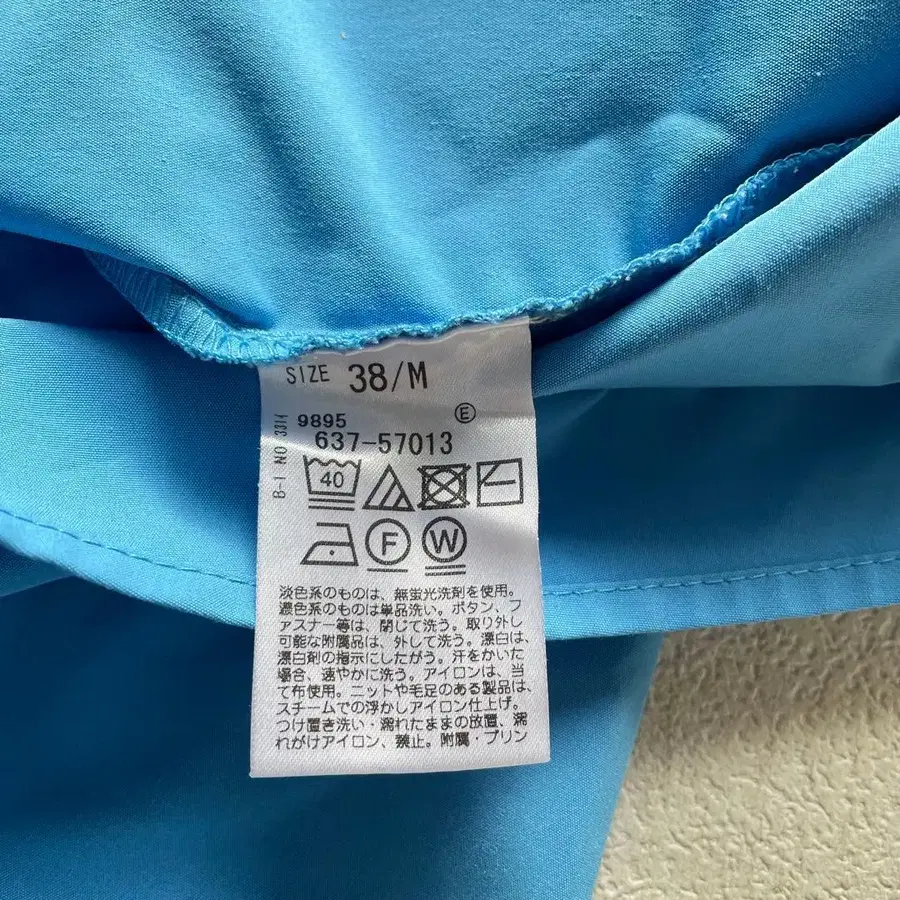 SIZE 38/M
B-I NO 3314
9895 Ⓔ
637-57013
40
F W
淡色系のものは、無蛍光洗剤を使用。
濃色系のものは単品洗い。ボタン、フ
ァスナー等は、閉じて洗う。取り外し
可能な附属品は、外して洗う。漂白は、
漂白剤の指示にしたがう。汗をかいた
場合、速やかに洗う。アイロンは、当
て布使用。ニットや毛足のある製品は、
スチームでの浮かしアイロン仕上げ。
つけ置き洗い・濡れたままの放置、濡
れがけアイロン、禁止。附属・プリン